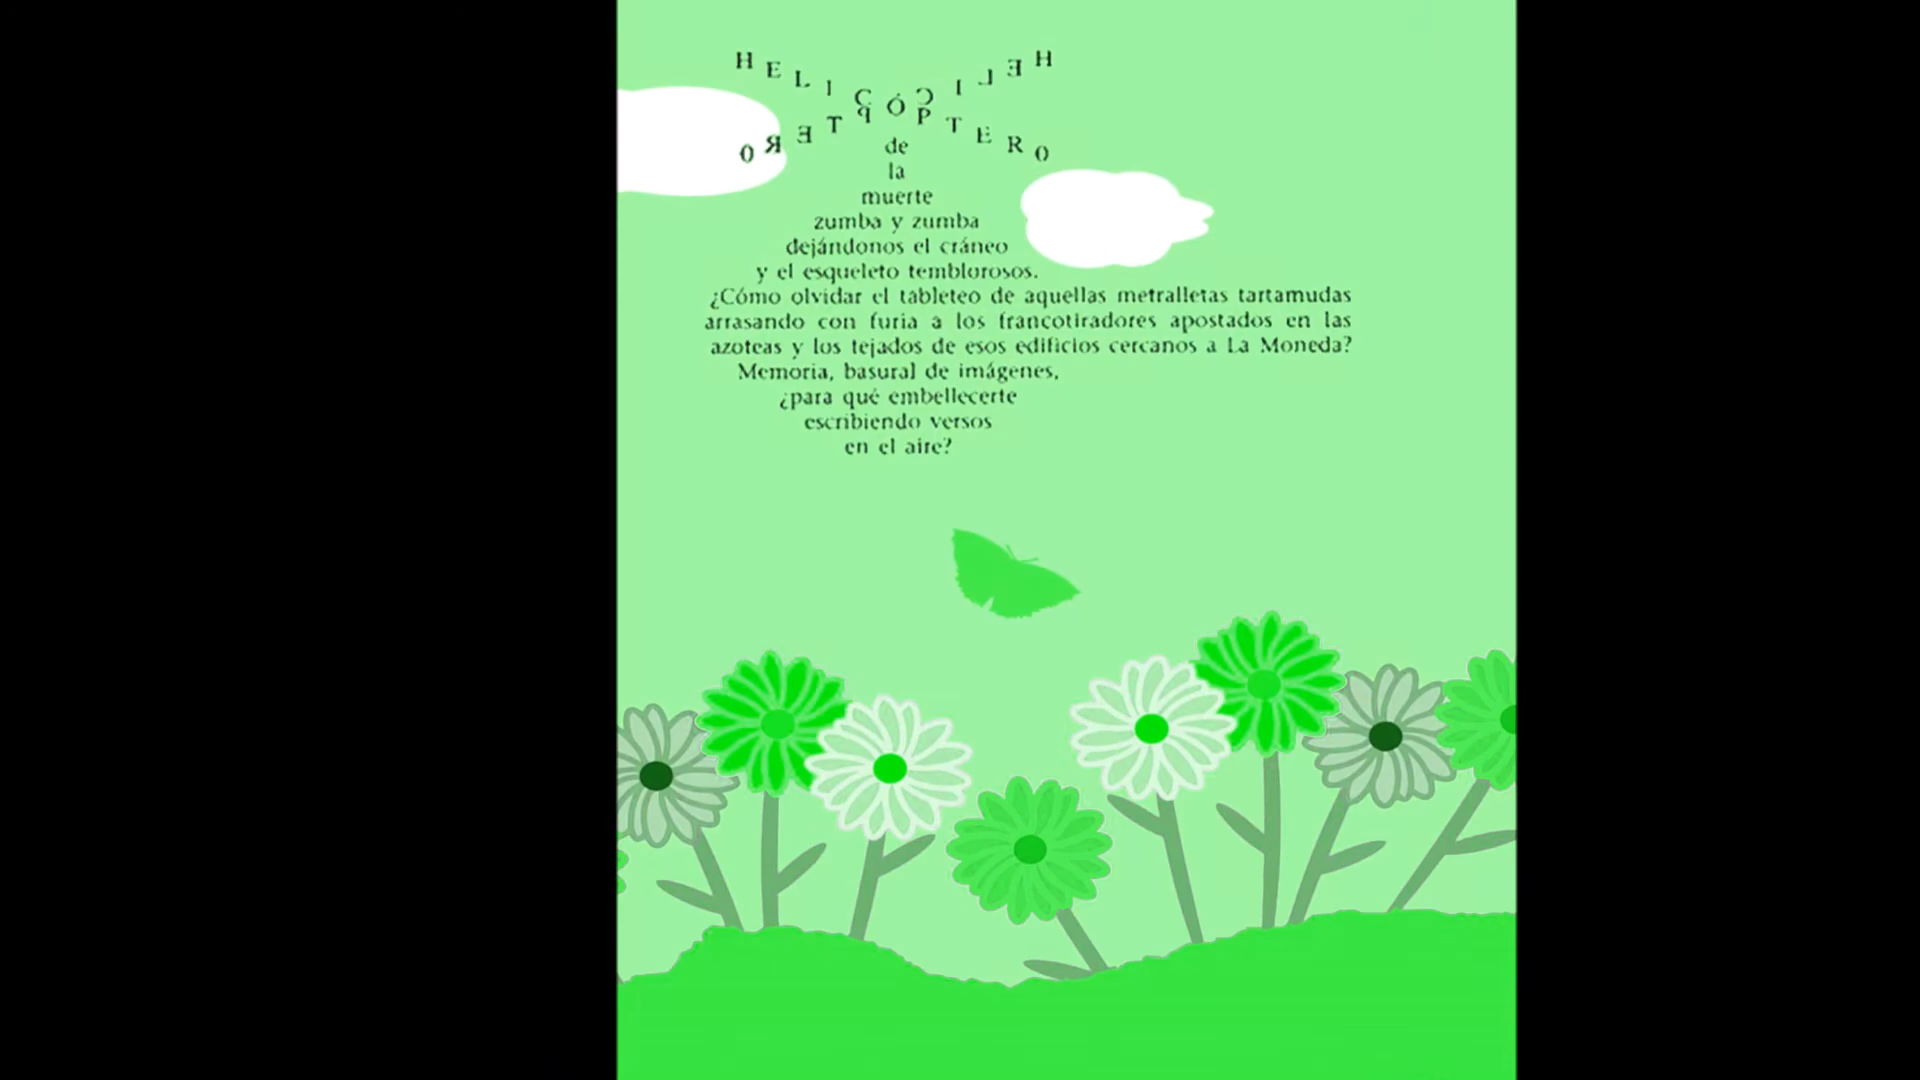 HELICÓPTERO
HELICÓPTERO
de
la
muerte
zumba y zumba
dejándonos el cráneo
y el esqueleto temblorosos.
¿Cómo olvidar el tableteo de aquellas metralletas tartamudas
arrasando con furia a los francotiradores apostados en las
azoteas y los tejados de esos edificios cercanos a La Moneda?
Memoria, basural de imágenes,
¿para qué embellecerte
escribiendo versos
en el aire?